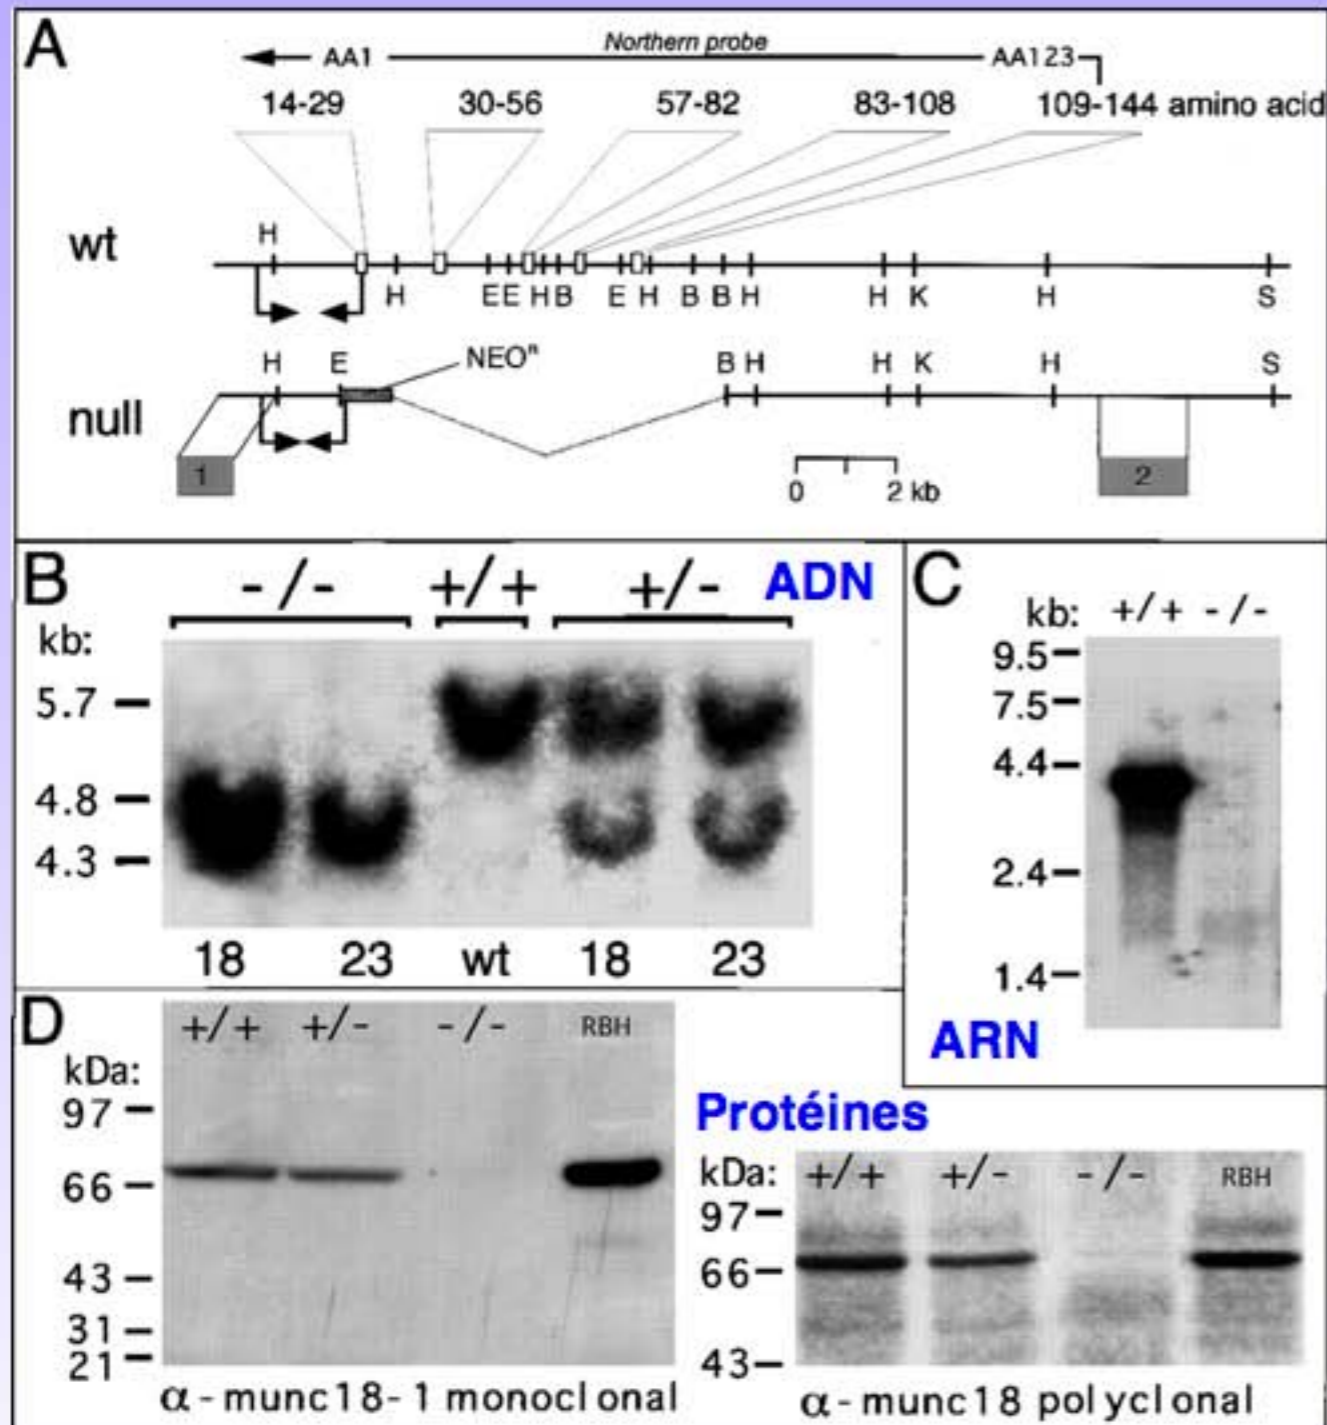 A
AA1 Northern probe AA123
14-29 30-56 57-82 83-108 109-144 amino acid
wt
H
H EE H B E H B B H H K H S
H E NEOR B H H K H S
null
1 2
0 2 kb
B
-/- +/+ +/- ADN
kb:
5.7
4.8
4.3
18 23 wt 18 23
C
kb: +/+ -/-
9.5
7.5
4.4
2.4
1.4
ARN
D
+/+ +/- -/- RBH
kDa:
97
66
43
31
21
α-munc18-1 monoclonal
Protéines
kDa: +/+ +/- -/- RBH
97
66
43
α-munc18 polyclonal